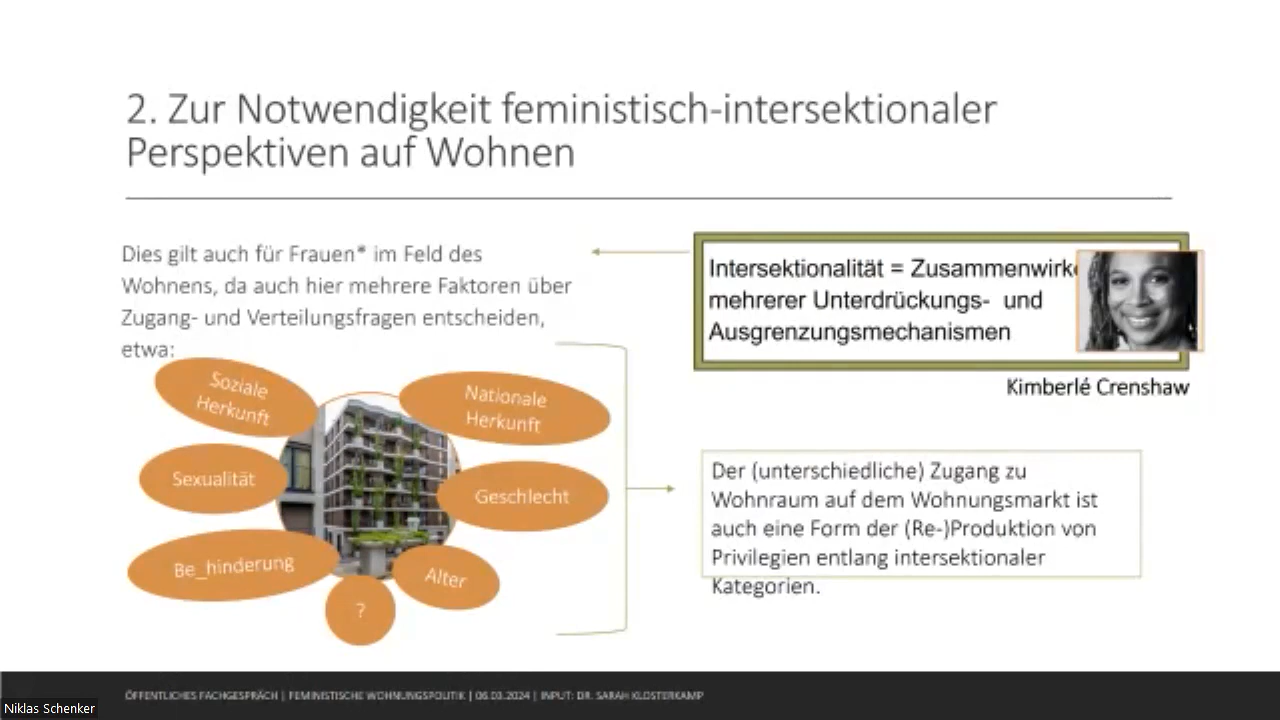 2. Zur Notwendigkeit feministisch-intersektionaler
Perspektiven auf Wohnen
Dies gilt auch für Frauen* im Feld des
Wohnens, da auch hier mehrere Faktoren über
Zugang- und Verteilungsfragen entscheiden,
etwa:
Soziale
Herkunft
Nationale
Herkunft
Sexualität
Geschlecht
Be_hinderung
Alter
?
Intersektionalität = Zusammenwirke
mehrerer Unterdrückungs- und
Ausgrenzungsmechanismen
Kimberlé Crenshaw
Der (unterschiedliche) Zugang zu
Wohnraum auf dem Wohnungsmarkt ist
auch eine Form der (Re-)Produktion von
Privilegien entlang intersektionaler
Kategorien.
ÖFFENTLICHES FACHGESPRÄCH | FEMINISTISCHE WOHNUNGSPOLITIK | 06.03.2024 | INPUT: DR. SARAH KLOSTERKAMP
Niklas Schenker